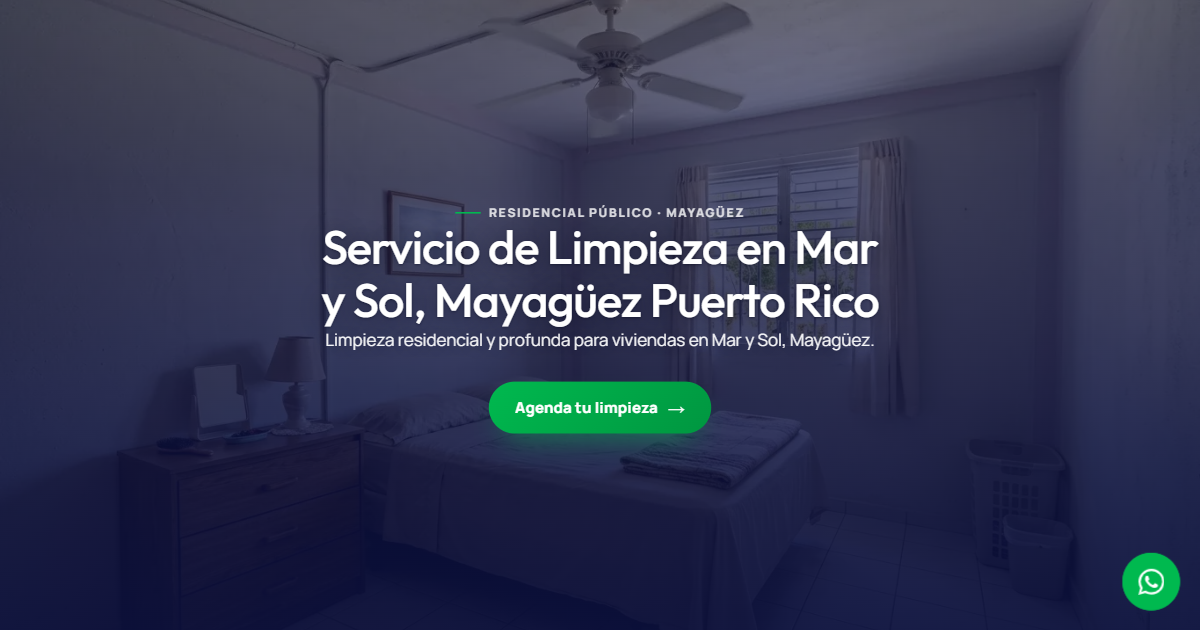 RESIDENCIAL PÚBLICO · MAYAGÜEZ
Servicio de Limpieza en Mar
y Sol, Mayagüez Puerto Rico
Limpieza residencial y profunda para viviendas en Mar y Sol, Mayagüez.
Agenda tu limpieza →